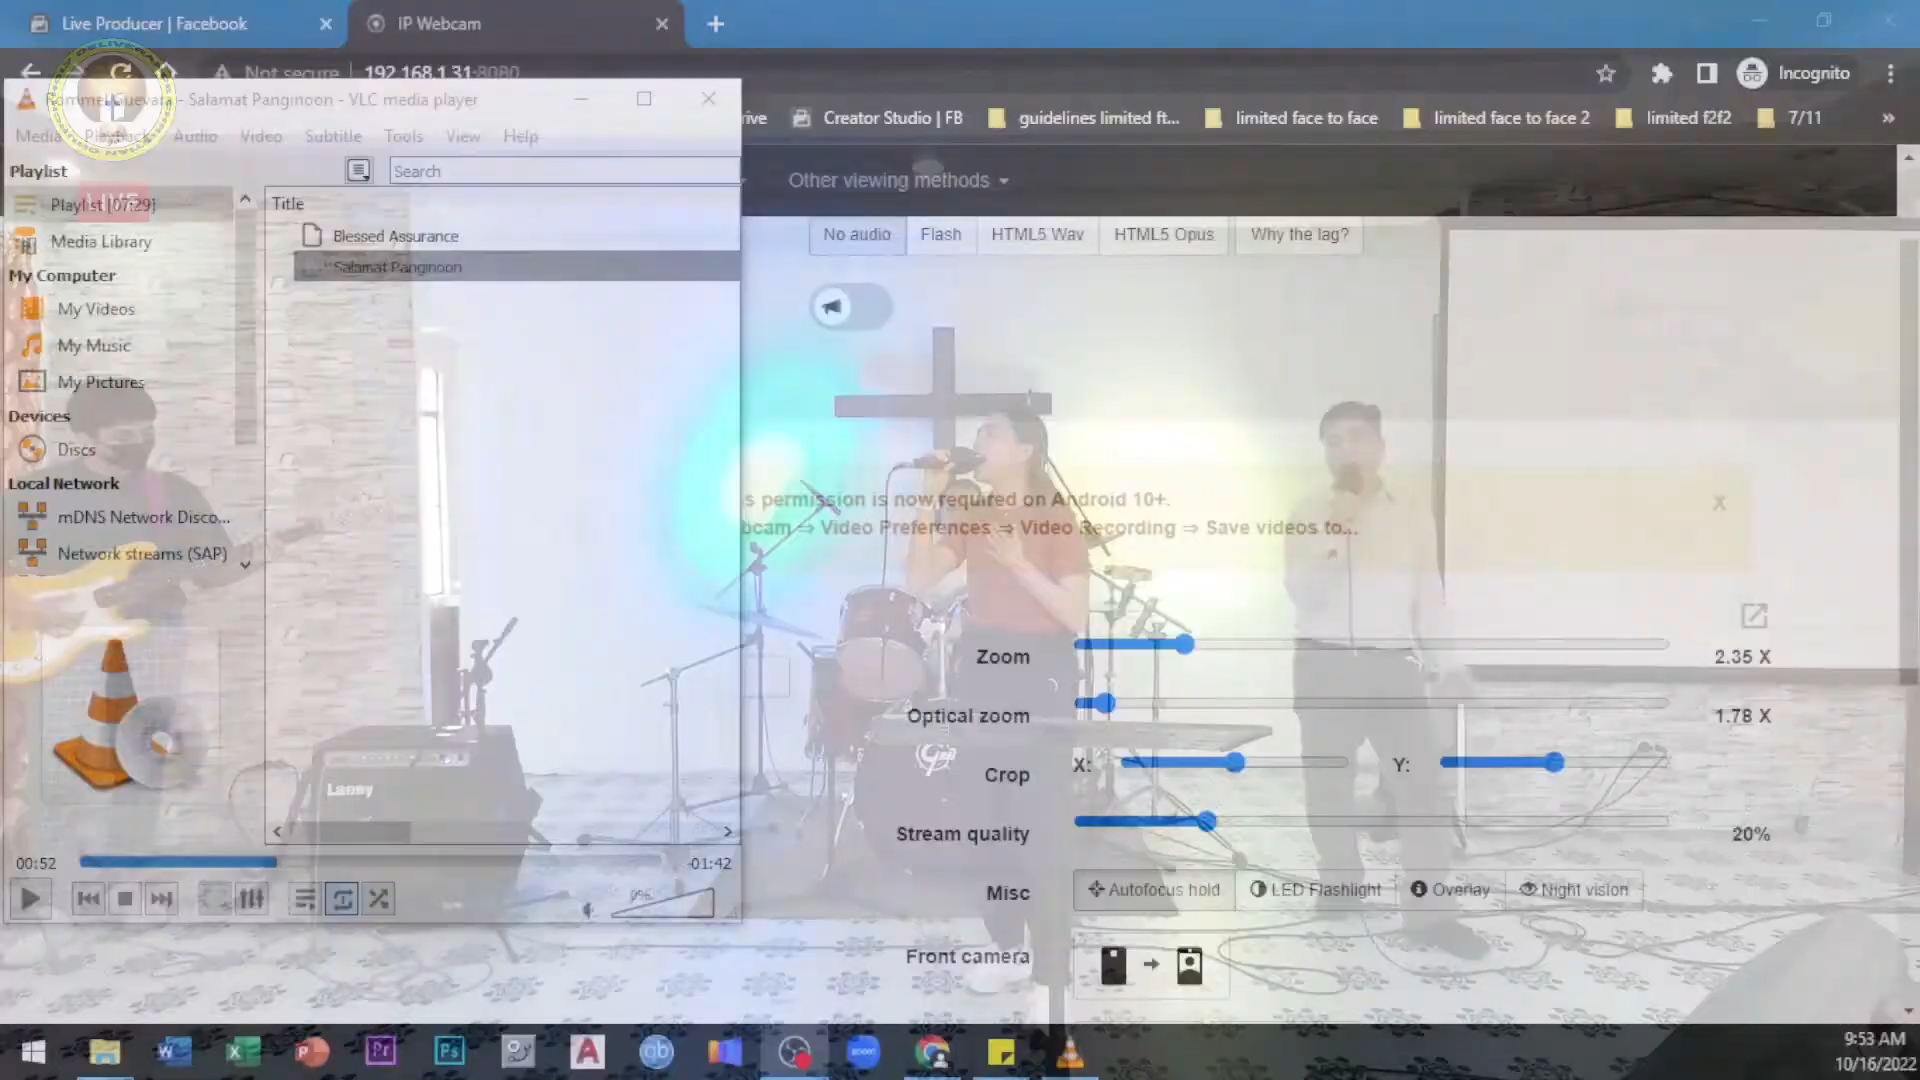 Live Producer | Facebook
IP Webcam
Not secure
192.168.1.31:8080
Incognito
Rommel Guevara - Salamat Panginoon - VLC media player
rive
Creator Studio | FB
guidelines limited ft...
limited face to face
limited face to face 2
limited f2f2
7/11
»
Media
Playback
Audio
Video
Subtitle
Tools
View
Help
Playlist
Search
Other viewing methods
Playlist [07:29]
LIVE
Title
Media Library
Blessed Assurance
No audio
Flash
HTML5 Wav
HTML5 Opus
Why the lag?
My Computer
Salamat Panginoon
My Videos
My Music
My Pictures
Devices
Discs
Local Network
mDNS Network Disco...
s permission is now required on Android 10+.
bcam ⇒ Video Preferences ⇒ Video Recording ⇒ Save videos to...
Network streams (SAP)
Zoom
2.35 X
Optical zoom
1.78 X
Crop
X:
Y:
Laney
Stream quality
20%
00:52
-01:42
0%
Misc
Autofocus hold
LED Flashlight
Overlay
Night vision
Front camera
zoom
9:53 AM
10/16/2022